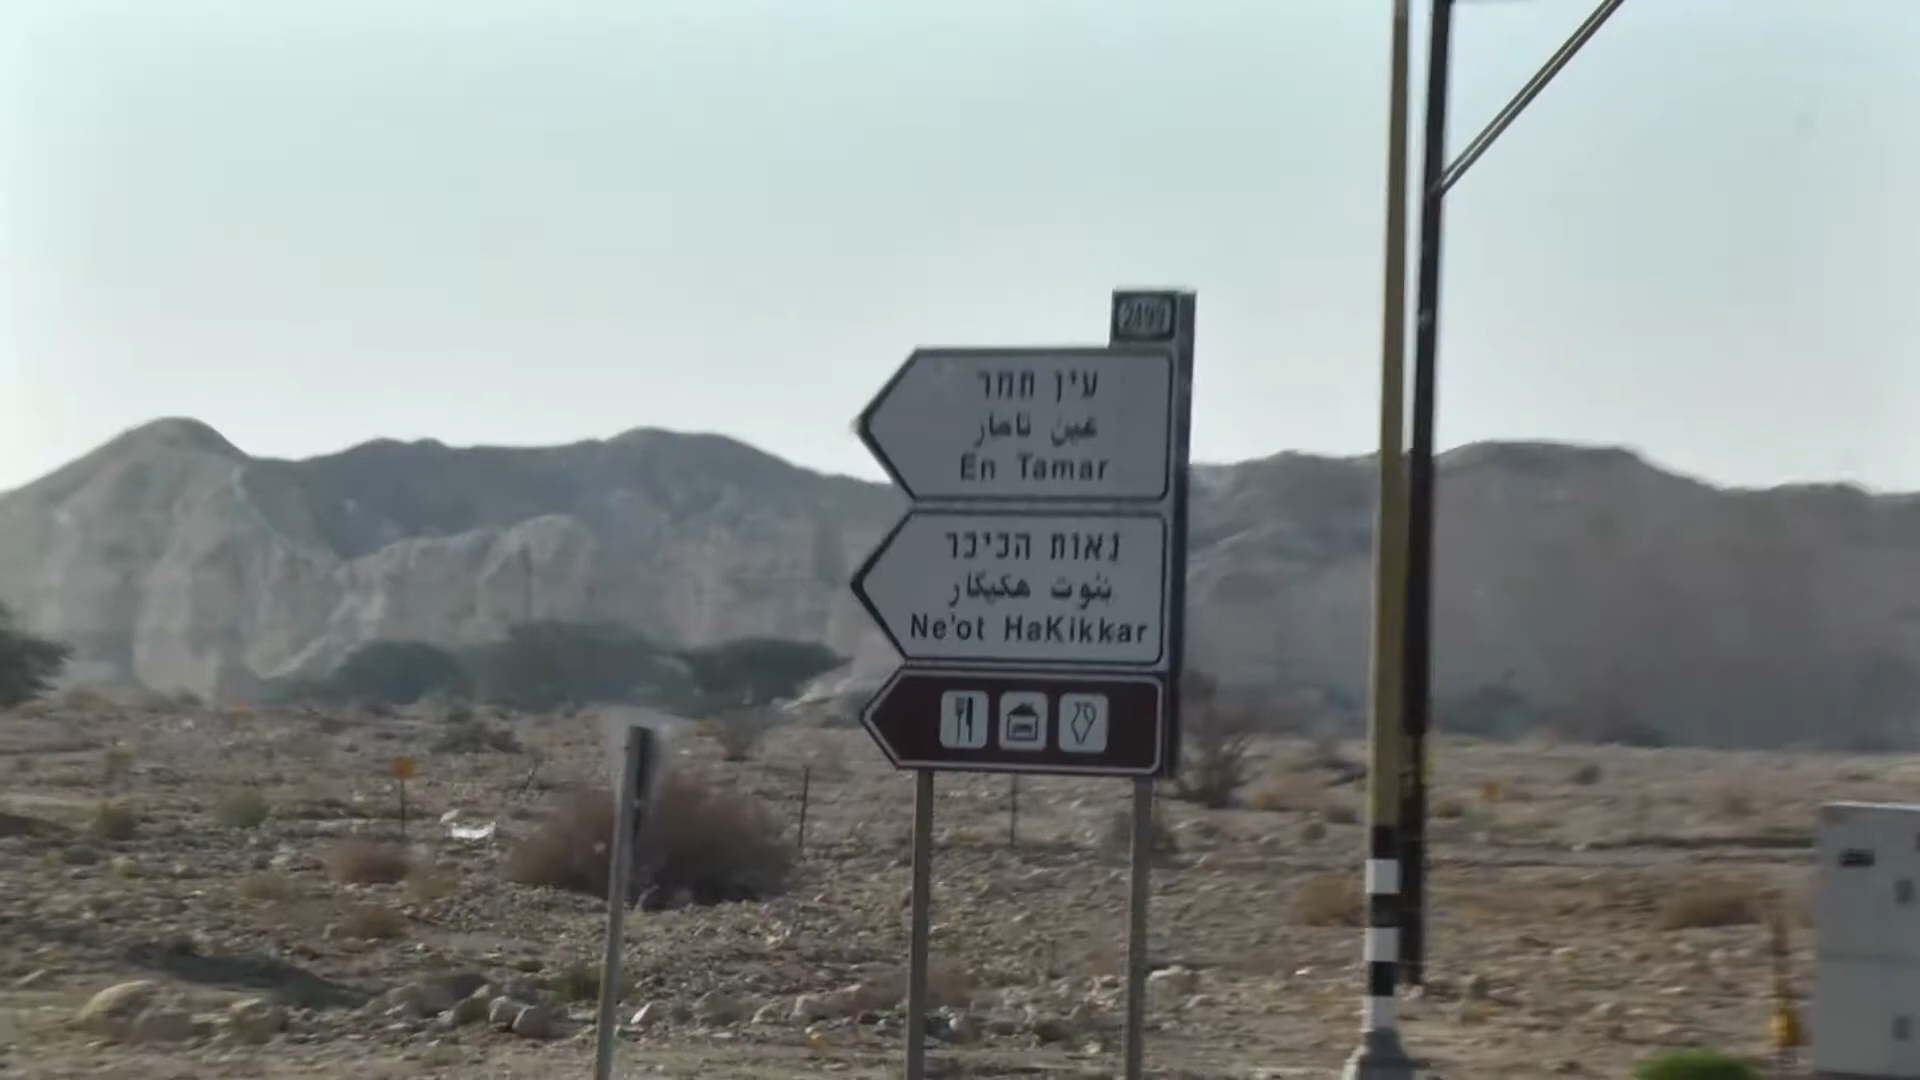 2499
עין תמר
عين تامار
En Tamar
נאות הכיכר
نئوت هكيكار
Ne'ot HaKikkar